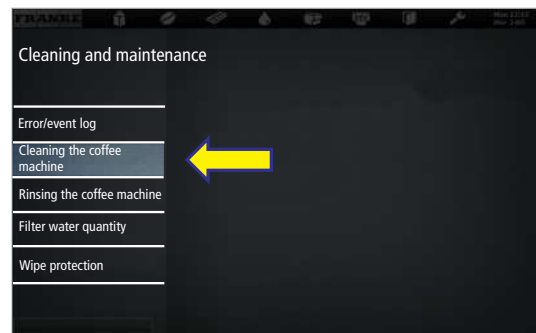 FRANKE
Cleaning and maintenance
Error/event log
Cleaning the coffee
machine
Rinsing the coffee machine
Filter water quantity
Wipe protection